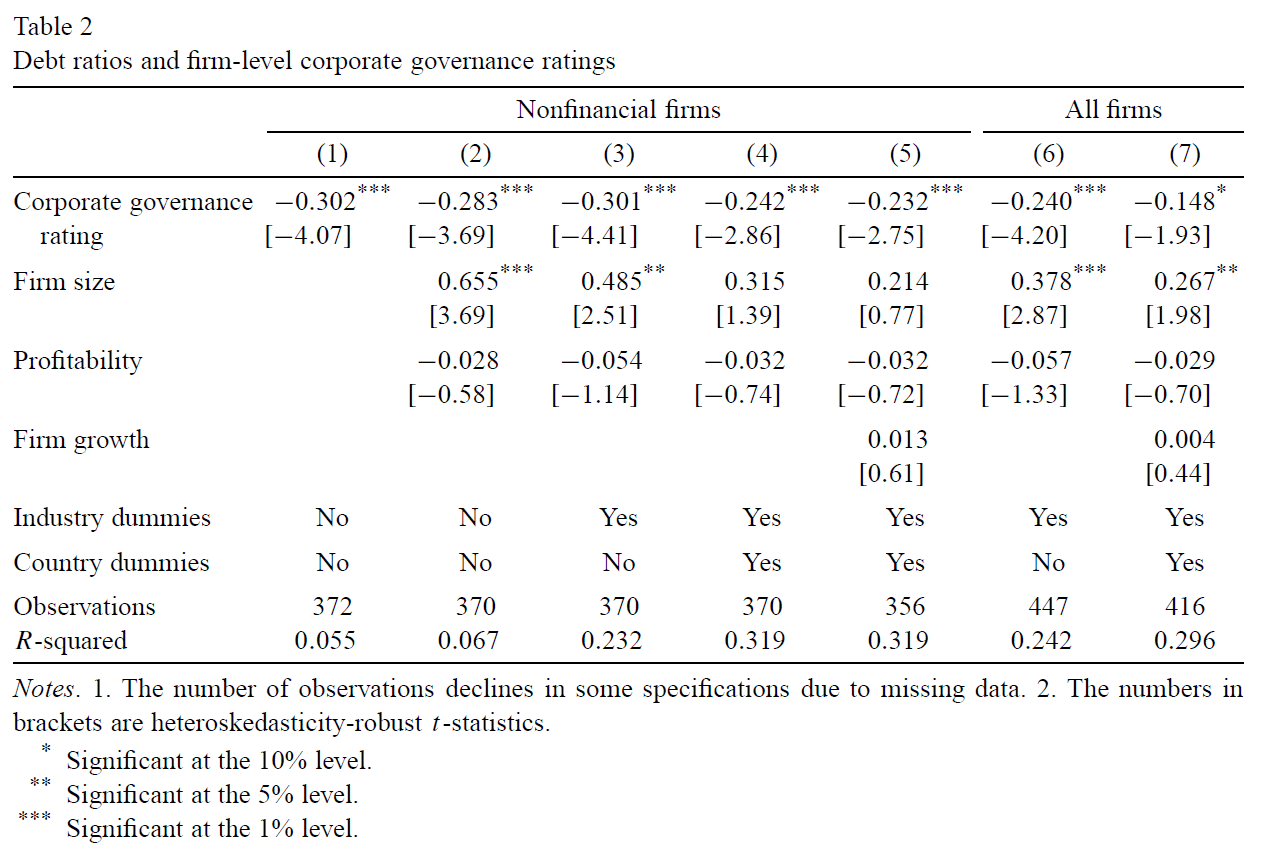 Table 2
Debt ratios and firm-level corporate governance ratings
Nonfinancial firms All firms
(1) (2) (3) (4) (5) (6) (7)
Corporate governance −0.302*** −0.283*** −0.301*** −0.242*** −0.232*** −0.240*** −0.148*
rating [−4.07] [−3.69] [−4.41] [−2.86] [−2.75] [−4.20] [−1.93]
Firm size 0.655*** 0.485** 0.315 0.214 0.378*** 0.267**
[3.69] [2.51] [1.39] [0.77] [2.87] [1.98]
Profitability −0.028 −0.054 −0.032 −0.032 −0.057 −0.029
[−0.58] [−1.14] [−0.74] [−0.72] [−1.33] [−0.70]
Firm growth 0.013 0.004
[0.61] [0.44]
Industry dummies No No Yes Yes Yes Yes Yes
Country dummies No No No Yes Yes No Yes
Observations 372 370 370 370 356 447 416
R-squared 0.055 0.067 0.232 0.319 0.319 0.242 0.296
Notes. 1. The number of observations declines in some specifications due to missing data. 2. The numbers in
brackets are heteroskedasticity-robust t-statistics.
* Significant at the 10% level.
** Significant at the 5% level.
*** Significant at the 1% level.